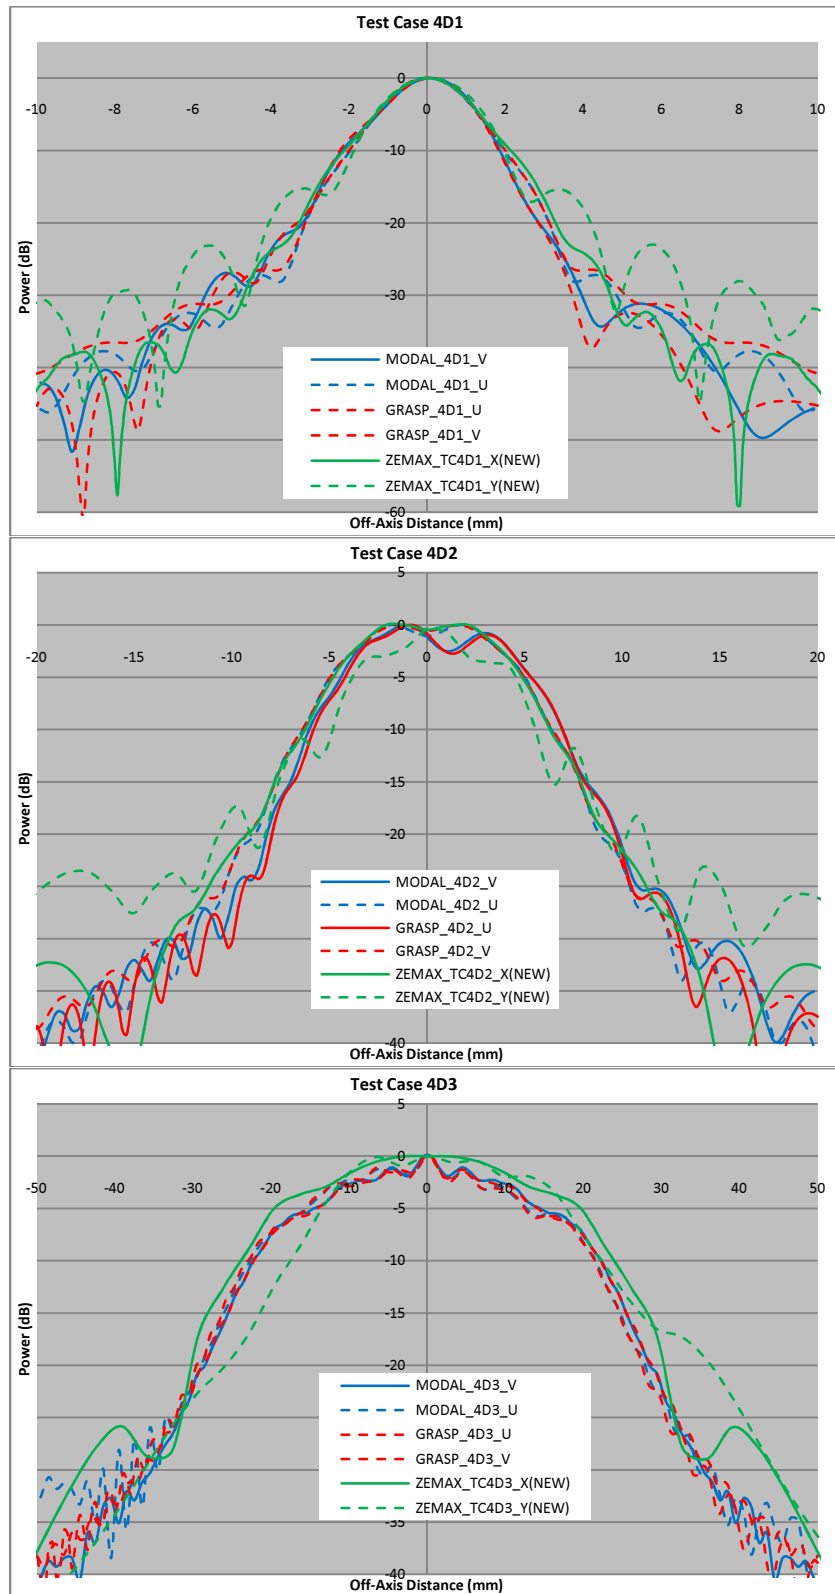 Test Case 4D1
0
-10 -8 -6 -4 -2 0 2 4 6 8 10
-10
-20
Power (dB)
-30
MODAL_4D1_V
MODAL_4D1_U
GRASP_4D1_U
GRASP_4D1_V
ZEMAX_TC4D1_X(NEW)
ZEMAX_TC4D1_Y(NEW)
-60
Off-Axis Distance (mm)
Test Case 4D2
5
0
-20 -15 -10 -5 0 5 10 15 20
-5
-10
-15
Power (dB)
-20
MODAL_4D2_V
MODAL_4D2_U
GRASP_4D2_U
GRASP_4D2_V
ZEMAX_TC4D2_X(NEW)
ZEMAX_TC4D2_Y(NEW)
-40
Off-Axis Distance (mm)
Test Case 4D3
5
0
-50 -40 -30 -20 -10 0 10 20 30 40 50
-5
-10
-15
Power (dB)
-20
MODAL_4D3_V
MODAL_4D3_U
GRASP_4D3_U
GRASP_4D3_V
ZEMAX_TC4D3_X(NEW)
ZEMAX_TC4D3_Y(NEW)
-35
-40
Off-Axis Distance (mm)